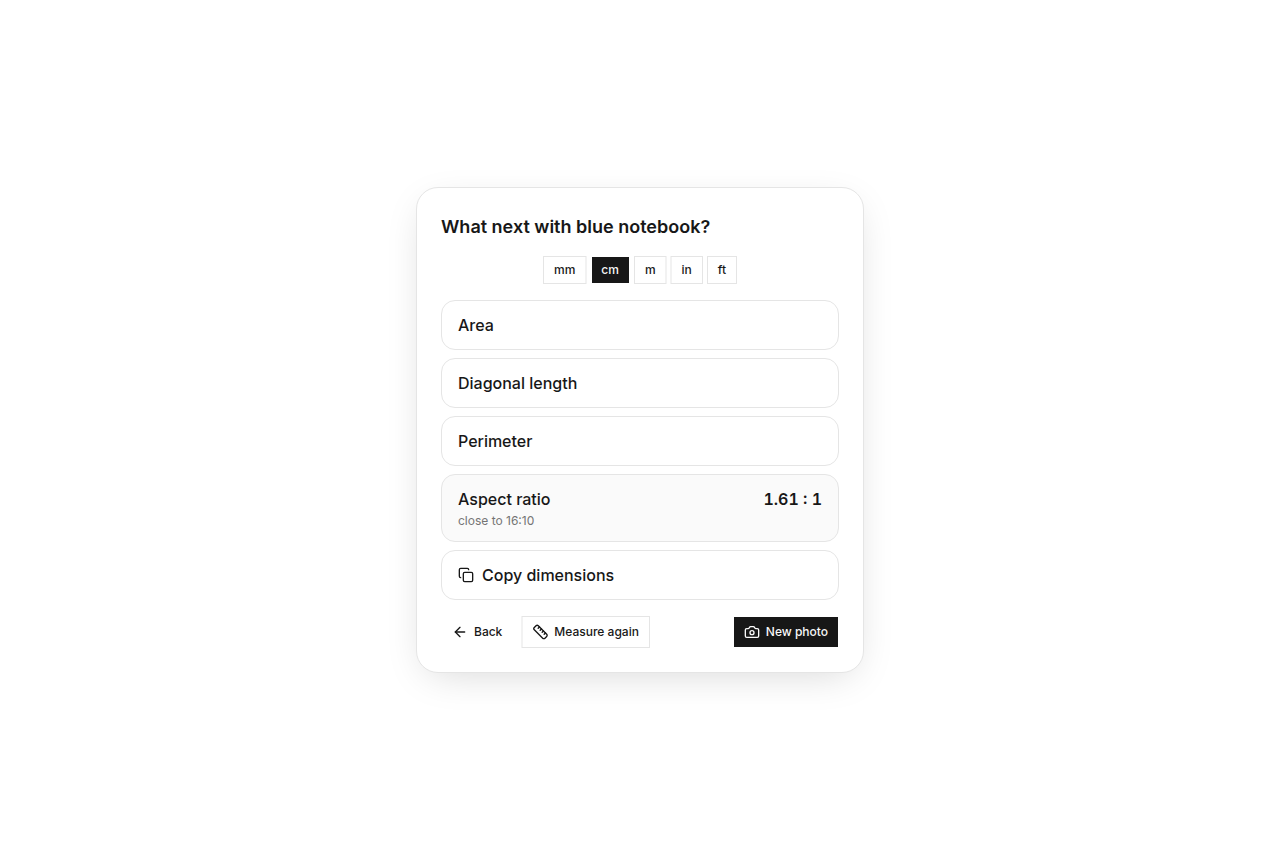 What next with blue notebook?
mm cm m in ft
Area
Diagonal length
Perimeter
Aspect ratio 1.61 : 1
close to 16:10
Copy dimensions
Back Measure again New photo